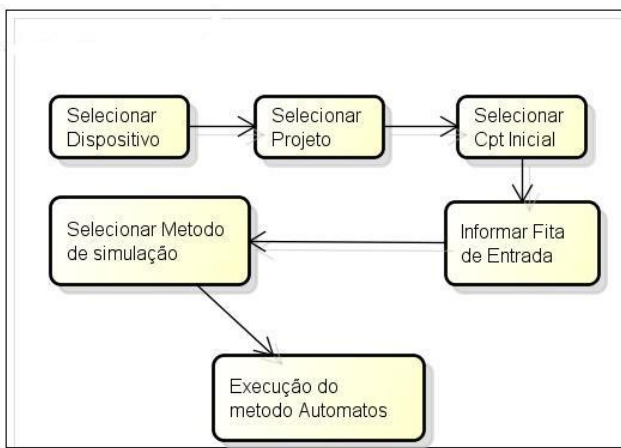 Selecionar
Dispositivo
Selecionar
Projeto
Selecionar
Cpt Inicial
Selecionar Metodo
de simulação
Informar Fita
de Entrada
Execução do
metodo Automatos